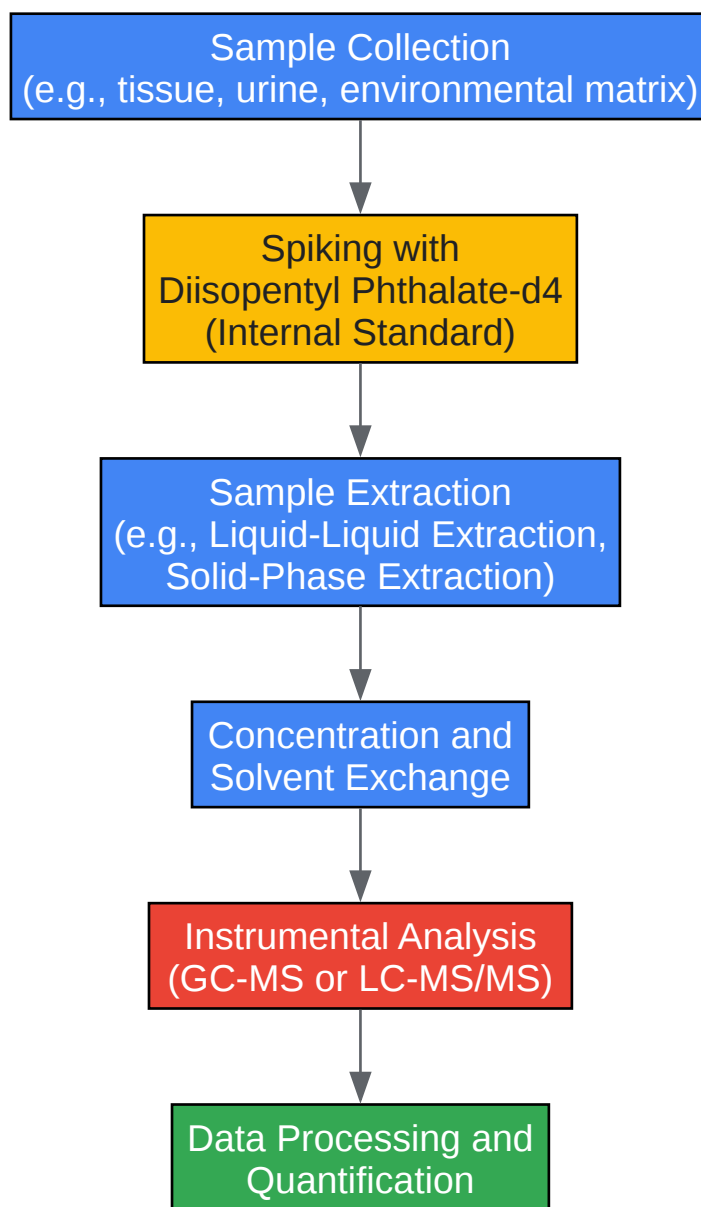 Sample Collection
(e.g., tissue, urine, environmental matrix)
Spiking with
Diisopentyl Phthalate-d4
(Internal Standard)
Sample Extraction
(e.g., Liquid-Liquid Extraction,
Solid-Phase Extraction)
Concentration and
Solvent Exchange
Instrumental Analysis
(GC-MS or LC-MS/MS)
Data Processing and
Quantification